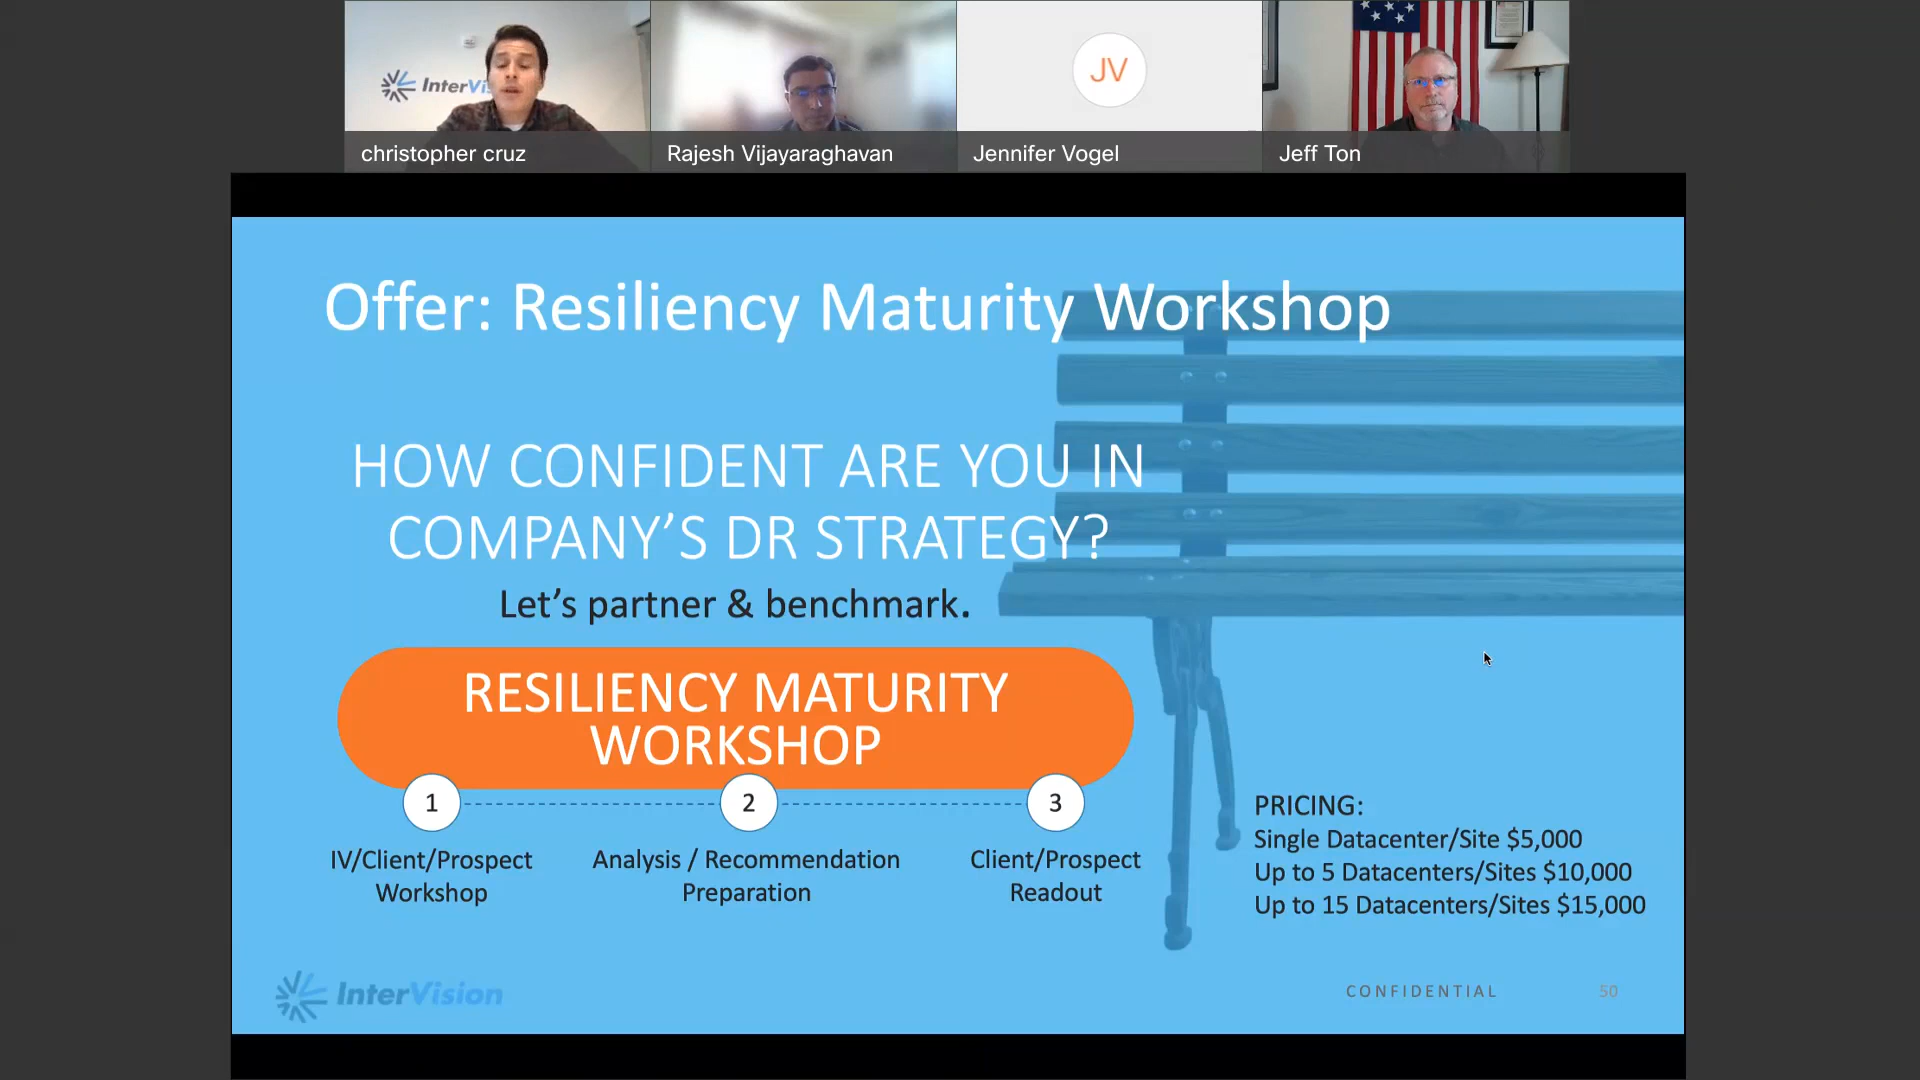 InterVi
JV
christopher cruz
Rajesh Vijayaraghavan
Jennifer Vogel
Jeff Ton
Offer: Resiliency Maturity Workshop
HOW CONFIDENT ARE YOU IN
COMPANY’S DR STRATEGY?
Let’s partner & benchmark.
RESILIENCY MATURITY
WORKSHOP
1
2
3
IV/Client/Prospect
Workshop
Analysis / Recommendation
Preparation
Client/Prospect
Readout
PRICING:
Single Datacenter/Site $5,000
Up to 5 Datacenters/Sites $10,000
Up to 15 Datacenters/Sites $15,000
InterVision
CONFIDENTIAL
50